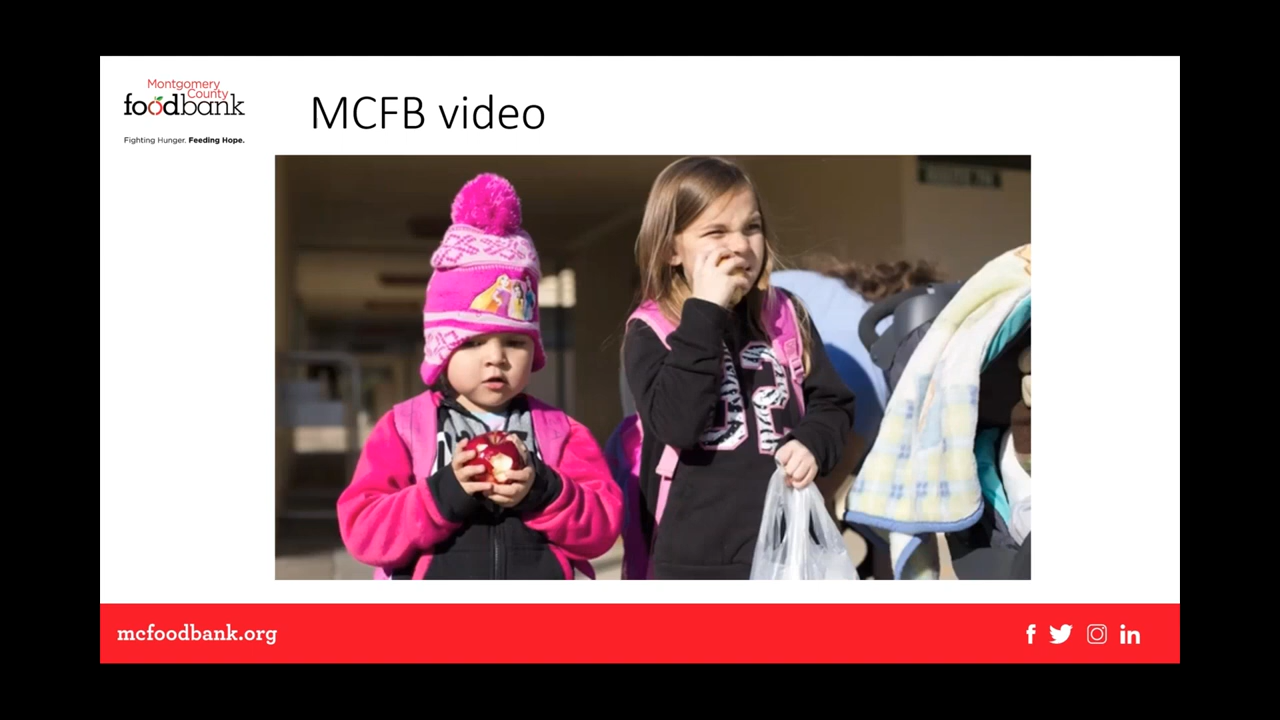 Montgomery
County
foodbank
Fighting Hunger. Feeding Hope.
MCFB video
mcfoodbank.org